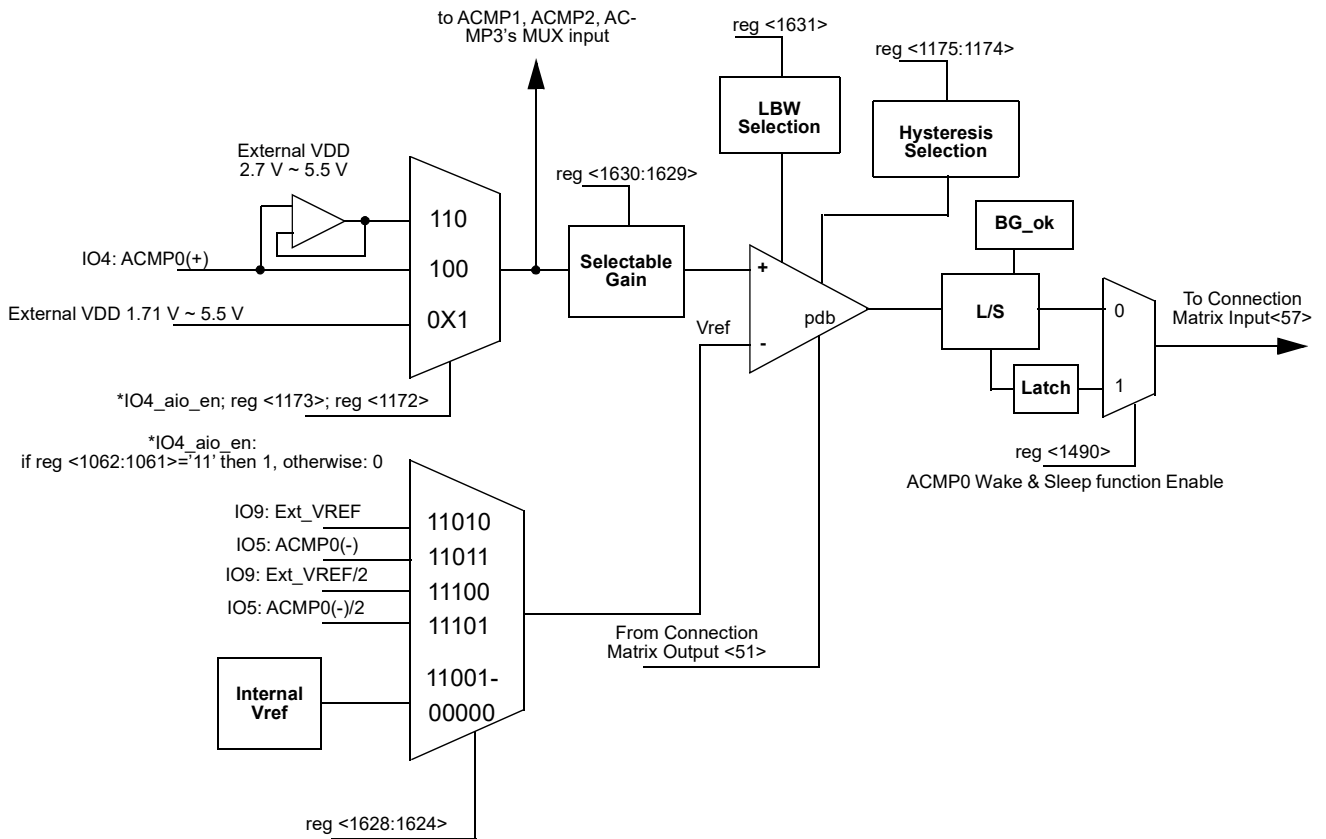 to ACMP1, ACMP2, AC-
MP3's MUX input
reg <1631>
reg <1175:1174>
LBW
Selection
Hysteresis
Selection
External VDD
2.7 V ~ 5.5 V
reg <1630:1629>
110
BG_ok
IO4: ACMP0(+)
100
Selectable
Gain
+
External VDD 1.71 V ~ 5.5 V
0X1
Vref
-
pdb
L/S
0
To Connection
Matrix Input<57>
Latch
1
*IO4_aio_en; reg <1173>; reg <1172>
*IO4_aio_en:
if reg <1062:1061>='11' then 1, otherwise: 0
reg <1490>
ACMP0 Wake & Sleep function Enable
IO9: Ext_VREF
11010
IO5: ACMP0(-)
11011
IO9: Ext_VREF/2
11100
IO5: ACMP0(-)/2
11101
From Connection
Matrix Output <51>
Internal
Vref
11001-
00000
reg <1628:1624>